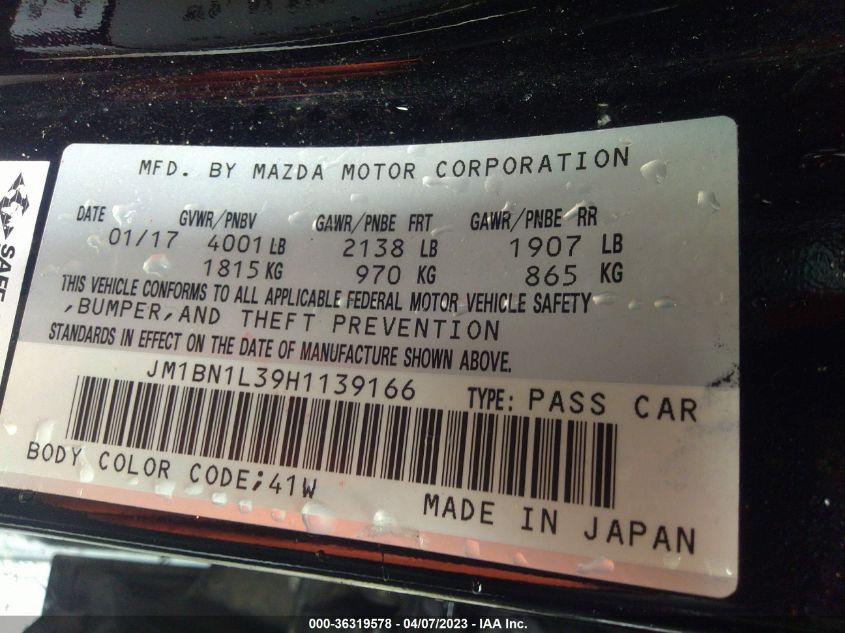 MFD. BY MAZDA MOTOR CORPORATION
DATE GVWR/PNBV GAWR/PNBE FRT GAWR/PNBE RR
01/17 4001 LB 2138 LB 1907 LB
1815 KG 970 KG 865 KG
THIS VEHICLE CONFORMS TO ALL APPLICABLE FEDERAL MOTOR VEHICLE SAFETY
,BUMPER,AND THEFT PREVENTION
STANDARDS IN EFFECT ON THE DATE OF MANUFACTURE SHOWN ABOVE.
JM1BN1L39H1139166 TYPE: PASS CAR
BODY COLOR CODE;41W
MADE IN JAPAN
000-36319578 - 04/07/2023 - IAA Inc.